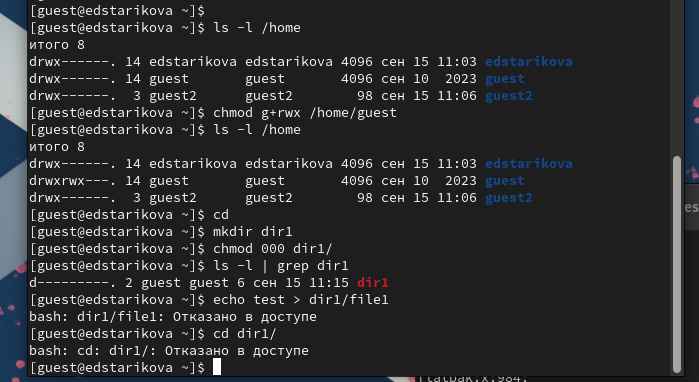 [guest@edstarikova ~]$
[guest@edstarikova ~]$ ls -l /home
итого 8
drwx------. 14 edstarikova edstarikova 4096 сен 15 11:03 edstarikova
drwx------. 14 guest       guest       4096 сен 10  2023 guest
drwx------.  3 guest2      guest2        98 сен 15 11:06 guest2
[guest@edstarikova ~]$ chmod g+rwx /home/guest
[guest@edstarikova ~]$ ls -l /home
итого 8
drwx------. 14 edstarikova edstarikova 4096 сен 15 11:03 edstarikova
drwxrwx---. 14 guest       guest       4096 сен 10  2023 guest
drwx------.  3 guest2      guest2        98 сен 15 11:06 guest2
[guest@edstarikova ~]$ cd
[guest@edstarikova ~]$ mkdir dir1
[guest@edstarikova ~]$ chmod 000 dir1/
[guest@edstarikova ~]$ ls -l | grep dir1
d---------. 2 guest guest 6 сен 15 11:15 dir1
[guest@edstarikova ~]$ echo test > dir1/file1
bash: dir1/file1: Отказано в доступе
[guest@edstarikova ~]$ cd dir1/
bash: cd: dir1/: Отказано в доступе
[guest@edstarikova ~]$